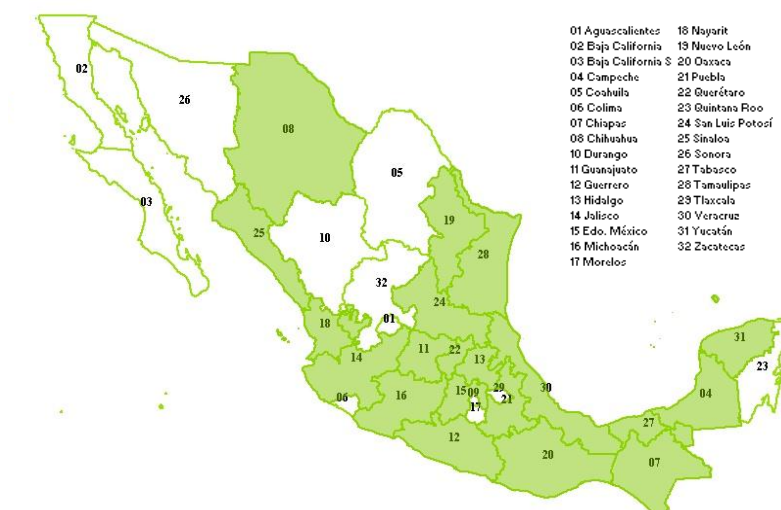 01 Aguascalientes
02 Baja California
03 Baja California S
04 Campeche
05 Coahuila
06 Colima
07 Chiapas
08 Chihuahua
10 Durango
11 Guanajuato
12 Guerrero
13 Hidalgo
14 Jalisco
15 Edo. México
16 Michoacán
17 Morelos
18 Nayarit
19 Nuevo León
20 Oaxaca
21 Puebla
22 Querétaro
23 Quintana Roo
24 San Luis Potosí
25 Sinaloa
26 Sonora
27 Tabasco
28 Tamaulipas
29 Tlaxcala
30 Veracruz
31 Yucatán
32 Zacatecas
02
26
08
05
03
19
25
10
28
32
24
01
18
31
14
11
22
13
23
06
16
15
09
29
30
04
17
21
27
12
20
07